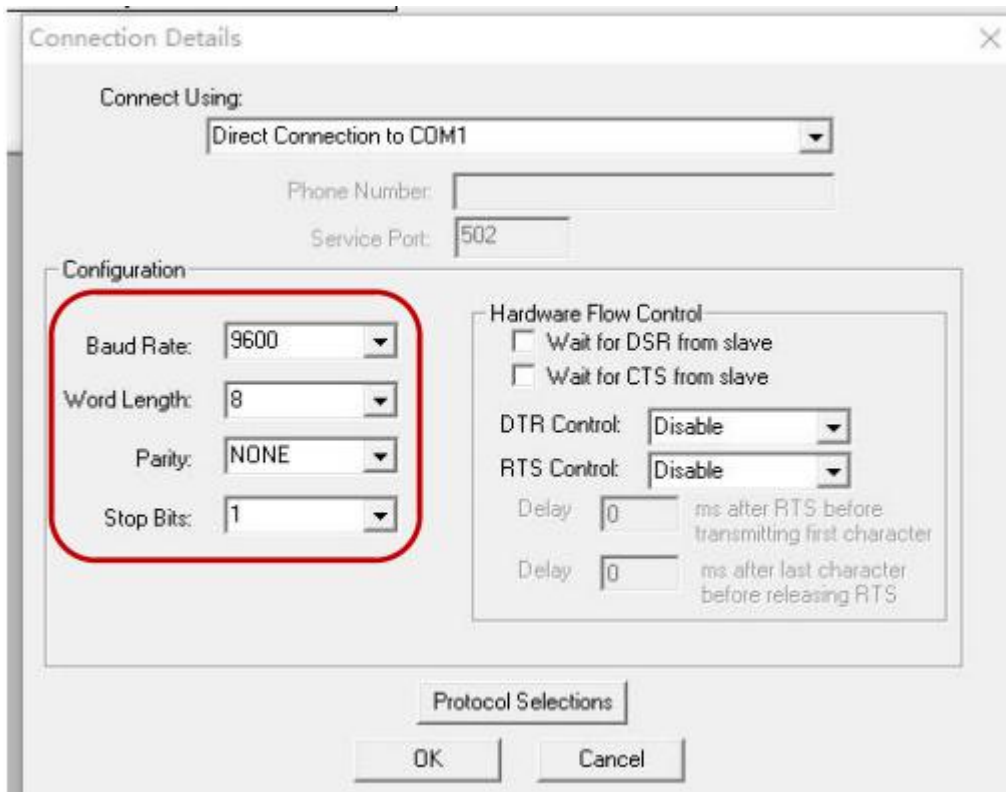 Connection Details
Connect Using:
Direct Connection to COM1
Phone Number:
Service Port: 502
Configuration
Baud Rate: 9600
Word Length: 8
Parity: NONE
Stop Bits: 1
Hardware Flow Control
Wait for DSR from slave
Wait for CTS from slave
DTR Control: Disable
RTS Control: Disable
Delay 0 ms after RTS before
transmitting first character
Delay 0 ms after last character
before releasing RTS
Protocol Selections
OK Cancel